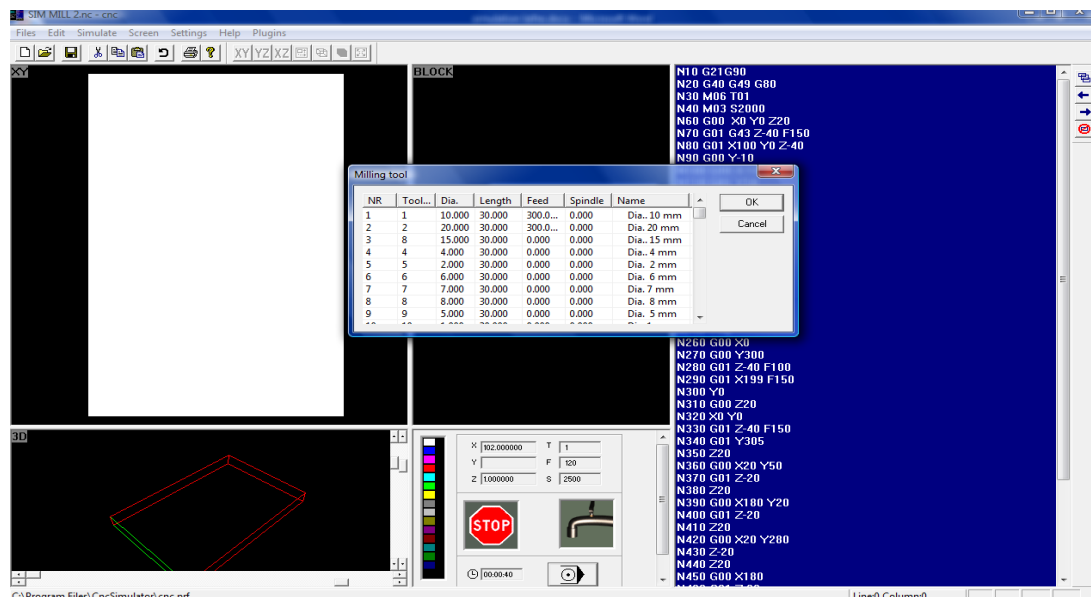 SIM MILL 2.nc - cnc
Files Edit Simulate Screen Settings Help Plugins
XY YZ XZ
XY
BLOCK
N10 G21G90
N20 G40 G49 G80
N30 M06 T01
N40 M03 S2000
N60 G00 X0 Y0 Z20
N70 G01 G43 Z-40 F150
N80 G01 X100 Y0 Z-40
N90 G00 Y-10
Milling tool
NR Tool... Dia. Length Feed Spindle Name
1 1 10.000 30.000 300.0... 0.000 Dia.. 10 mm
2 2 20.000 30.000 300.0... 0.000 Dia. 20 mm
3 8 15.000 30.000 0.000 0.000 Dia.. 15 mm
4 4 4.000 30.000 0.000 0.000 Dia.. 4 mm
5 5 2.000 30.000 0.000 0.000 Dia. 2 mm
6 6 6.000 30.000 0.000 0.000 Dia. 6 mm
7 7 7.000 30.000 0.000 0.000 Dia. 7 mm
8 8 8.000 30.000 0.000 0.000 Dia. 8 mm
9 9 5.000 30.000 0.000 0.000 Dia. 5 mm
OK
Cancel
N260 G00 X0
N270 G00 Y300
N280 G01 Z-40 F100
N290 G01 X199 F150
N300 Y0
N310 G00 Z20
N320 X0 Y0
N330 G01 Z-40 F150
N340 G01 Y305
N350 Z20
N360 G00 X20 Y50
N370 G01 Z-20
N380 Z20
N390 G00 X180 Y20
N400 G01 Z-20
N410 Z20
N420 G00 X20 Y280
N430 Z-20
N440 Z20
N450 G00 X180
3D
X 102.000000 T 1
Y F 120
Z 1.000000 S 2500
STOP
00:00:40
C:\Program Files\CncSimulator\cnc.prf
Line:0 Column:0